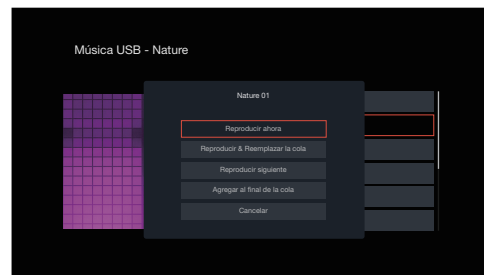 Música USB - Nature
Nature 01
Reproducir ahora
Reproducir & Reemplazar la cola
Reproducir siguiente
Agregar al final de la cola
Cancelar